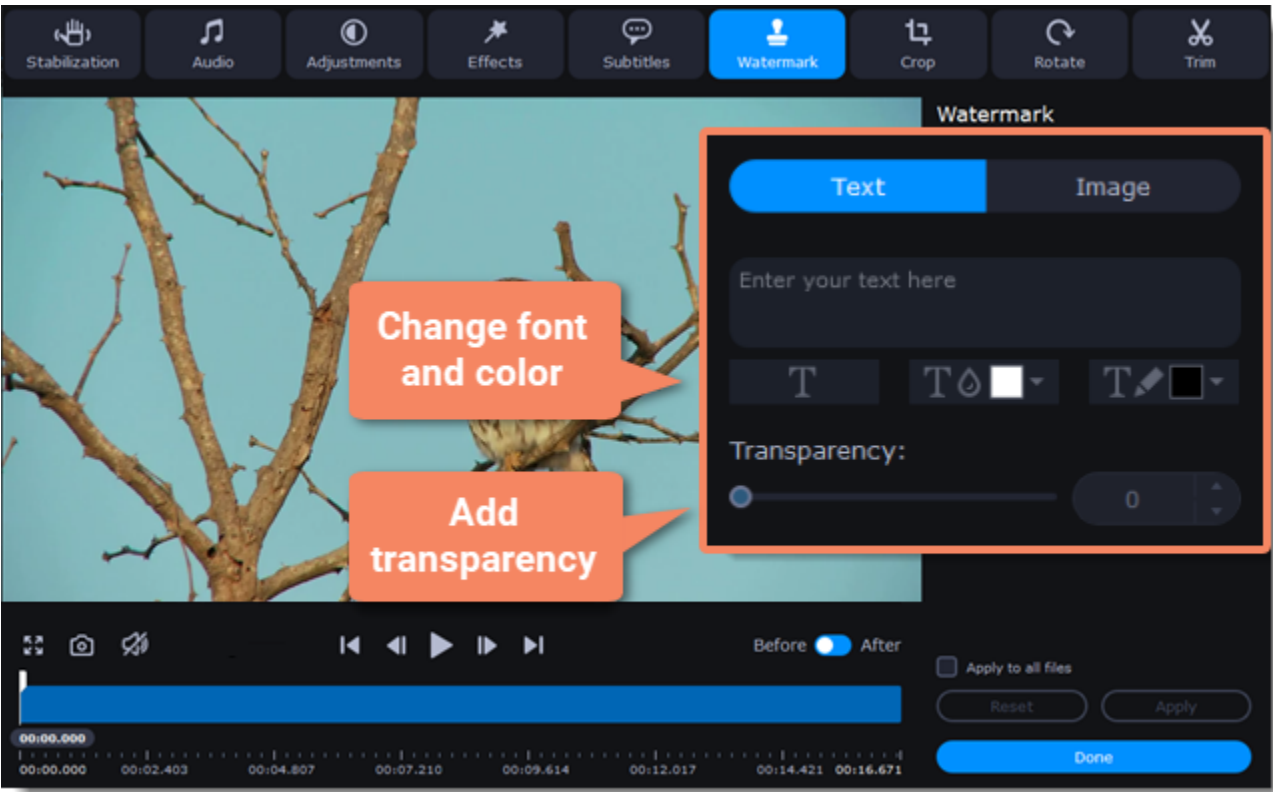 Stabilization
Audio
Adjustments
Effects
Subtitles
Watermark
Crop
Rotate
Trim
Watermark
Text
Image
Enter your text here
Change font
and color
T
T
T
Transparency:
0
Add
transparency
Before
After
Apply to all files
Reset
Apply
00:00.000
00:00.000
00:02.403
00:04.807
00:07.210
00:09.614
00:12.017
00:14.421
00:16.671
Done